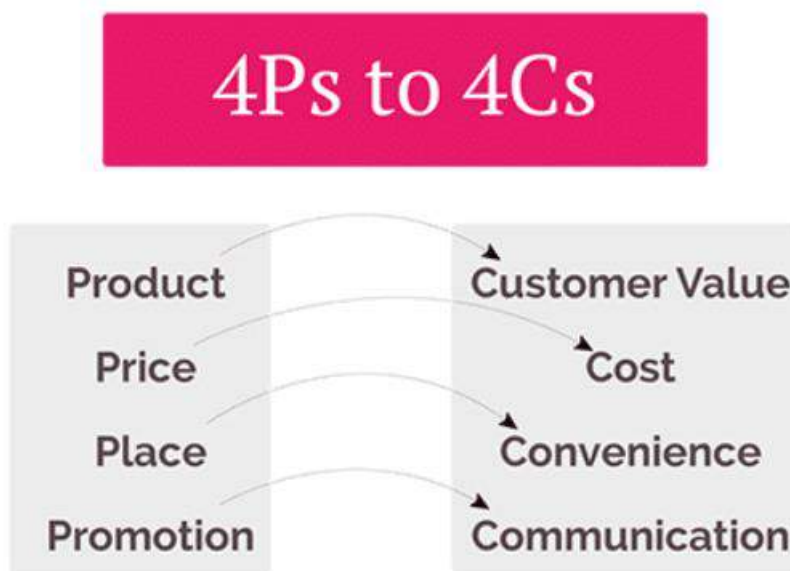 4Ps to 4Cs
Product
Customer Value
Price
Cost
Place
Convenience
Promotion
Communication